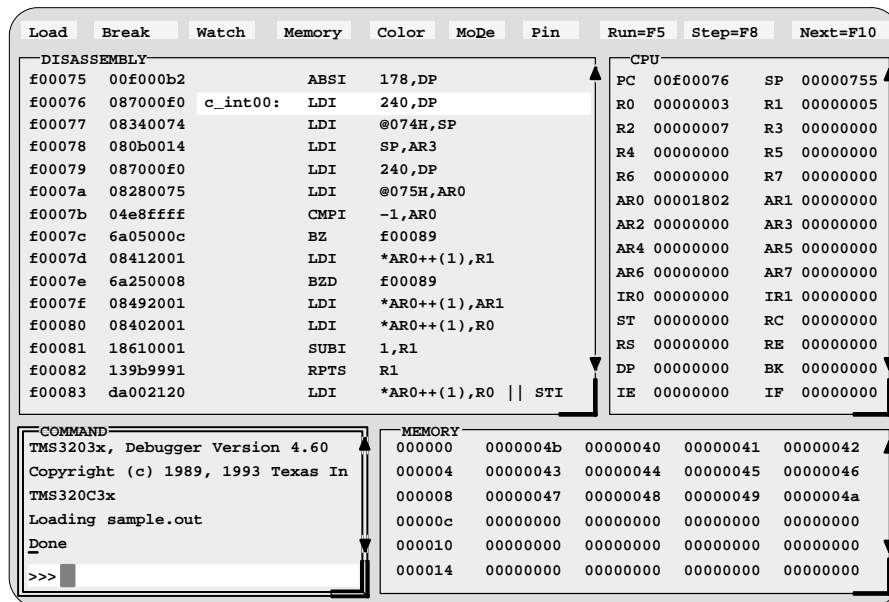 Load Break Watch Memory Color MoDe Pin Run=F5 Step=F8 Next=F10
DISASSEMBLY
f00075 00f000b2 ABSI 178,DP
f00076 087000f0 c_int00: LDI 240,DP
f00077 08340074 LDI @074H,SP
f00078 080b0014 LDI SP,AR3
f00079 087000f0 LDI 240,DP
f0007a 08280075 LDI @075H,AR0
f0007b 04e8ffff CMPI −1,AR0
f0007c 6a05000c BZ f00089
f0007d 08412001 LDI *AR0++(1),R1
f0007e 6a250008 BZD f00089
f0007f 08492001 LDI *AR0++(1),AR1
f00080 08402001 LDI *AR0++(1),R0
f00081 18610001 SUBI 1,R1
f00082 139b9991 RPTS R1
f00083 da002120 LDI *AR0++(1),R0 || STI
CPU
PC 00f00076 SP 00000755
R0 00000003 R1 00000005
R2 00000007 R3 00000000
R4 00000000 R5 00000000
R6 00000000 R7 00000000
AR0 00001802 AR1 00000000
AR2 00000000 AR3 00000000
AR4 00000000 AR5 00000000
AR6 00000000 AR7 00000000
IR0 00000000 IR1 00000000
ST 00000000 RC 00000000
RS 00000000 RE 00000000
DP 00000000 BK 00000000
IE 00000000 IF 00000000
COMMAND
TMS3203x, Debugger Version 4.60
Copyright (c) 1989, 1993 Texas In
TMS320C3x
Loading sample.out
Done
>>>
MEMORY
000000 0000004b 00000040 00000041 00000042
000004 00000043 00000044 00000045 00000046
000008 00000047 00000048 00000049 0000004a
00000c 00000000 00000000 00000000 00000000
000010 00000000 00000000 00000000 00000000
000014 00000000 00000000 00000000 00000000